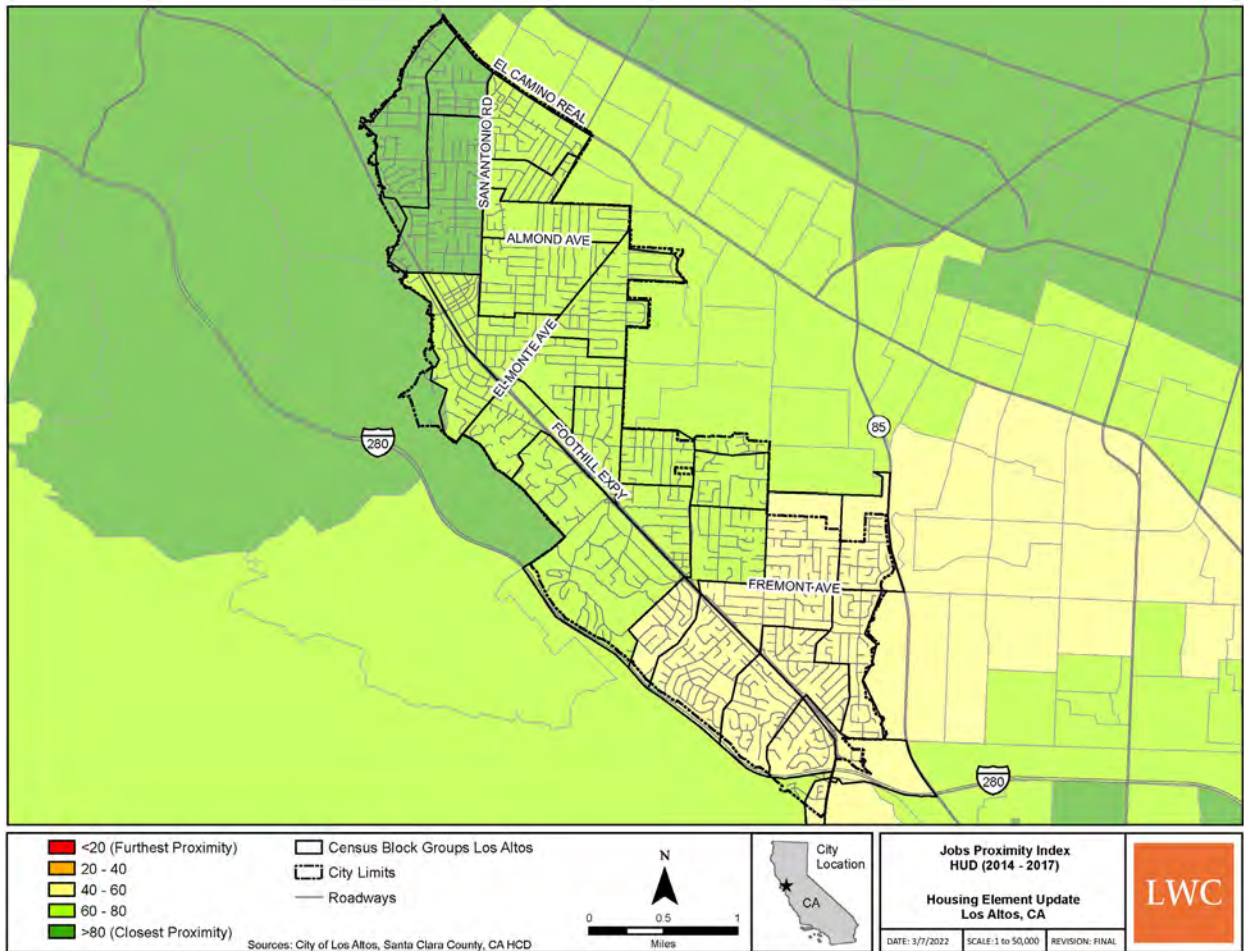 EL CAMINO REAL
SAN ANTONIO RD
ALMOND AVE
EL MONTE AVE
FOOTHILL EXPY
280
85
FREMONT AVE
280
<20 (Furthest Proximity)
20 - 40
40 - 60
60 - 80
>80 (Closest Proximity)
Census Block Groups Los Altos
City Limits
Roadways
Sources: City of Los Altos, Santa Clara County, CA HCD
N
0 0.5 1
Miles
City
Location
CA
Jobs Proximity Index
HUD (2014 - 2017)
Housing Element Update
Los Altos, CA
DATE: 3/7/2022 SCALE: 1 to 50,000 REVISION: FINAL
LWC